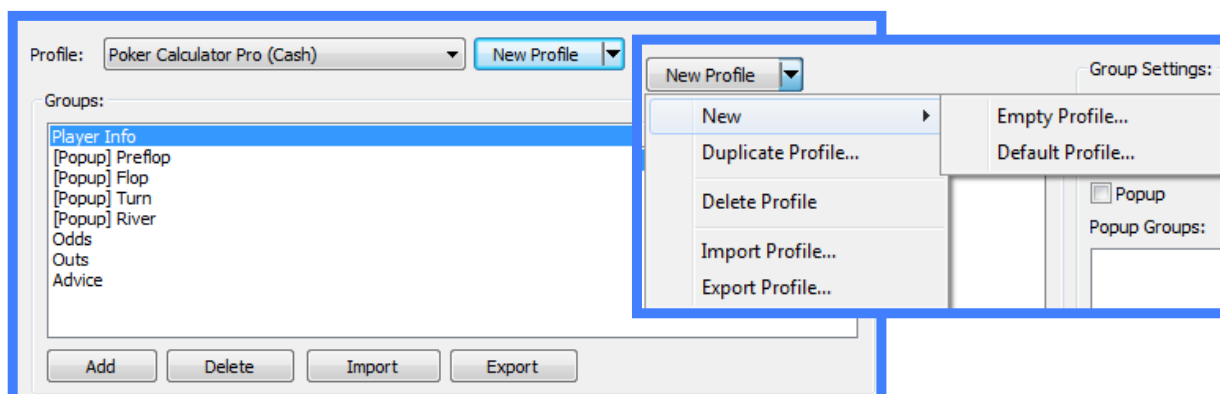 Profile: Poker Calculator Pro (Cash) New Profile
Groups:
Player Info
[Popup] Preflop
[Popup] Flop
[Popup] Turn
[Popup] River
Odds
Outs
Advice
Add Delete Import Export
New Profile
New
Duplicate Profile...
Delete Profile
Import Profile...
Export Profile...
Empty Profile...
Default Profile...
Group Settings:
Popup
Popup Groups: